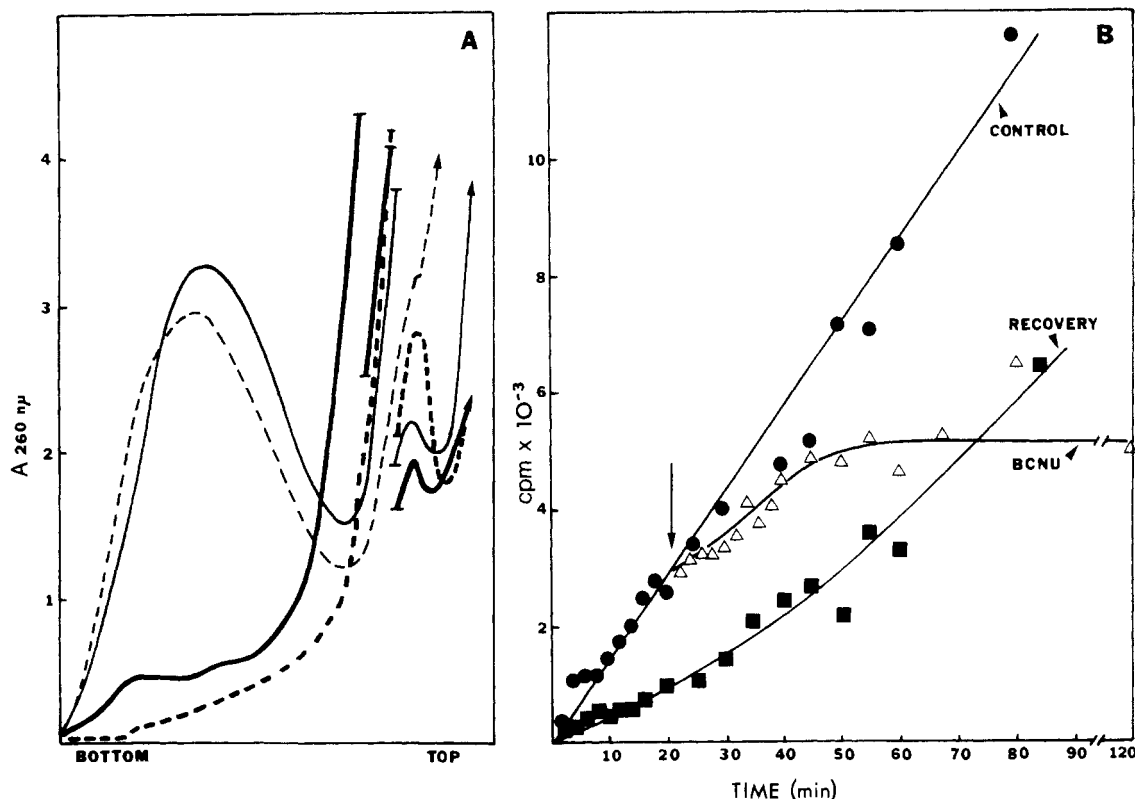 A
A 260 nμ
4
3
2
1
BOTTOM
TOP
B
cpm x 10⁻³
10
8
6
4
2
CONTROL
RECOVERY
BCNU
10 20 30 40 50 60 70 80 90 120
TIME (min)